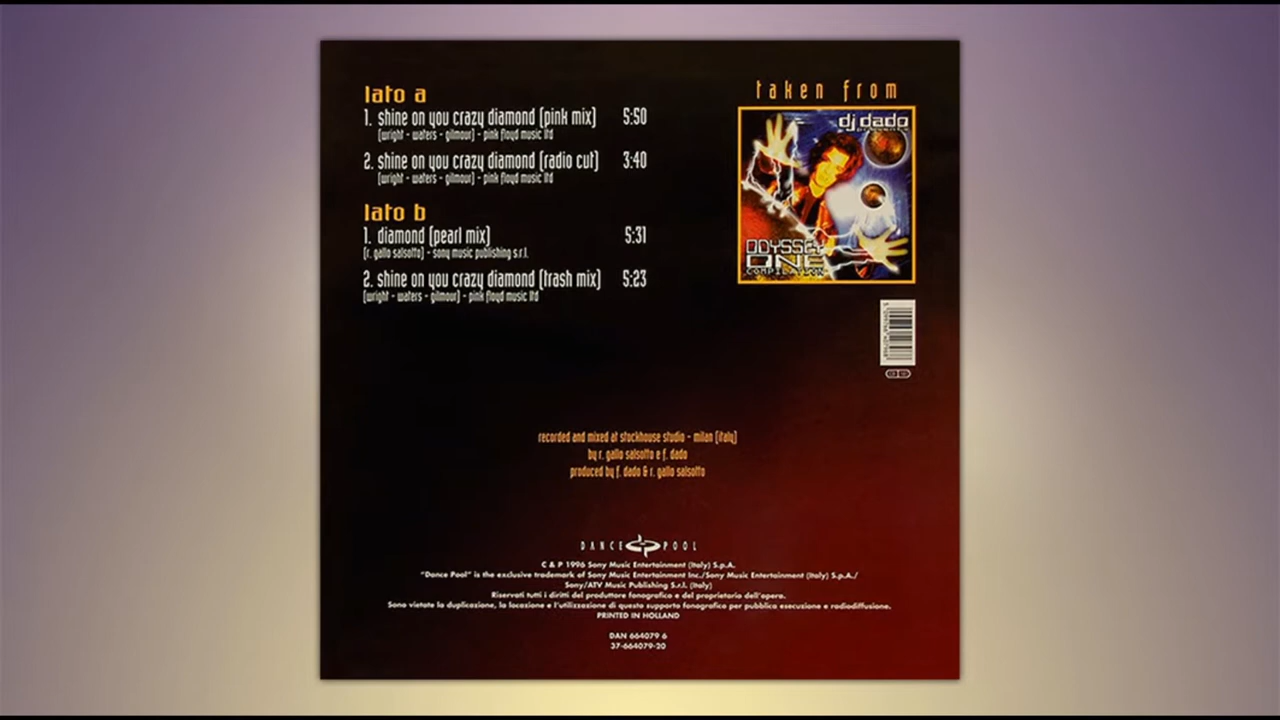 lato a
1. shine on you crazy diamond (pink mix) 5:50
(wright - waters - gilmour) - pink floyd music ltd
2. shine on you crazy diamond (radio cut) 3:40
(wright - waters - gilmour) - pink floyd music ltd
lato b
1. diamond (pearl mix) 5:31
(r. gallo salsotto) - sony music publishing s.r.l.
2. shine on you crazy diamond (trash mix) 5:23
(wright - waters - gilmour) - pink floyd music ltd
taken from
dj dado
presents
ODYSSEY
ONE
COMPILATION
recorded and mixed at stockhouse studio - milan (italy)
by r. gallo salsotto e f. dado
produced by f. dado & r. gallo salsotto
DANCE POOL
C & P 1996 Sony Music Entertainment (Italy) S.p.A.
"Dance Pool" is the exclusive trademark of Sony Music Entertainment Inc./Sony Music Entertainment (Italy) S.p.A./
Sony/ATV Music Publishing S.r.l. (Italy)
Riservati tutti i diritti del produttore fonografico e del proprietario dell'opera.
Sono vietate la duplicazione, la locazione e l'utilizzazione di questo supporto fonografico per pubblica esecuzione e radiodiffusione.
PRINTED IN HOLLAND
DAN 664079 6
37-664079-20